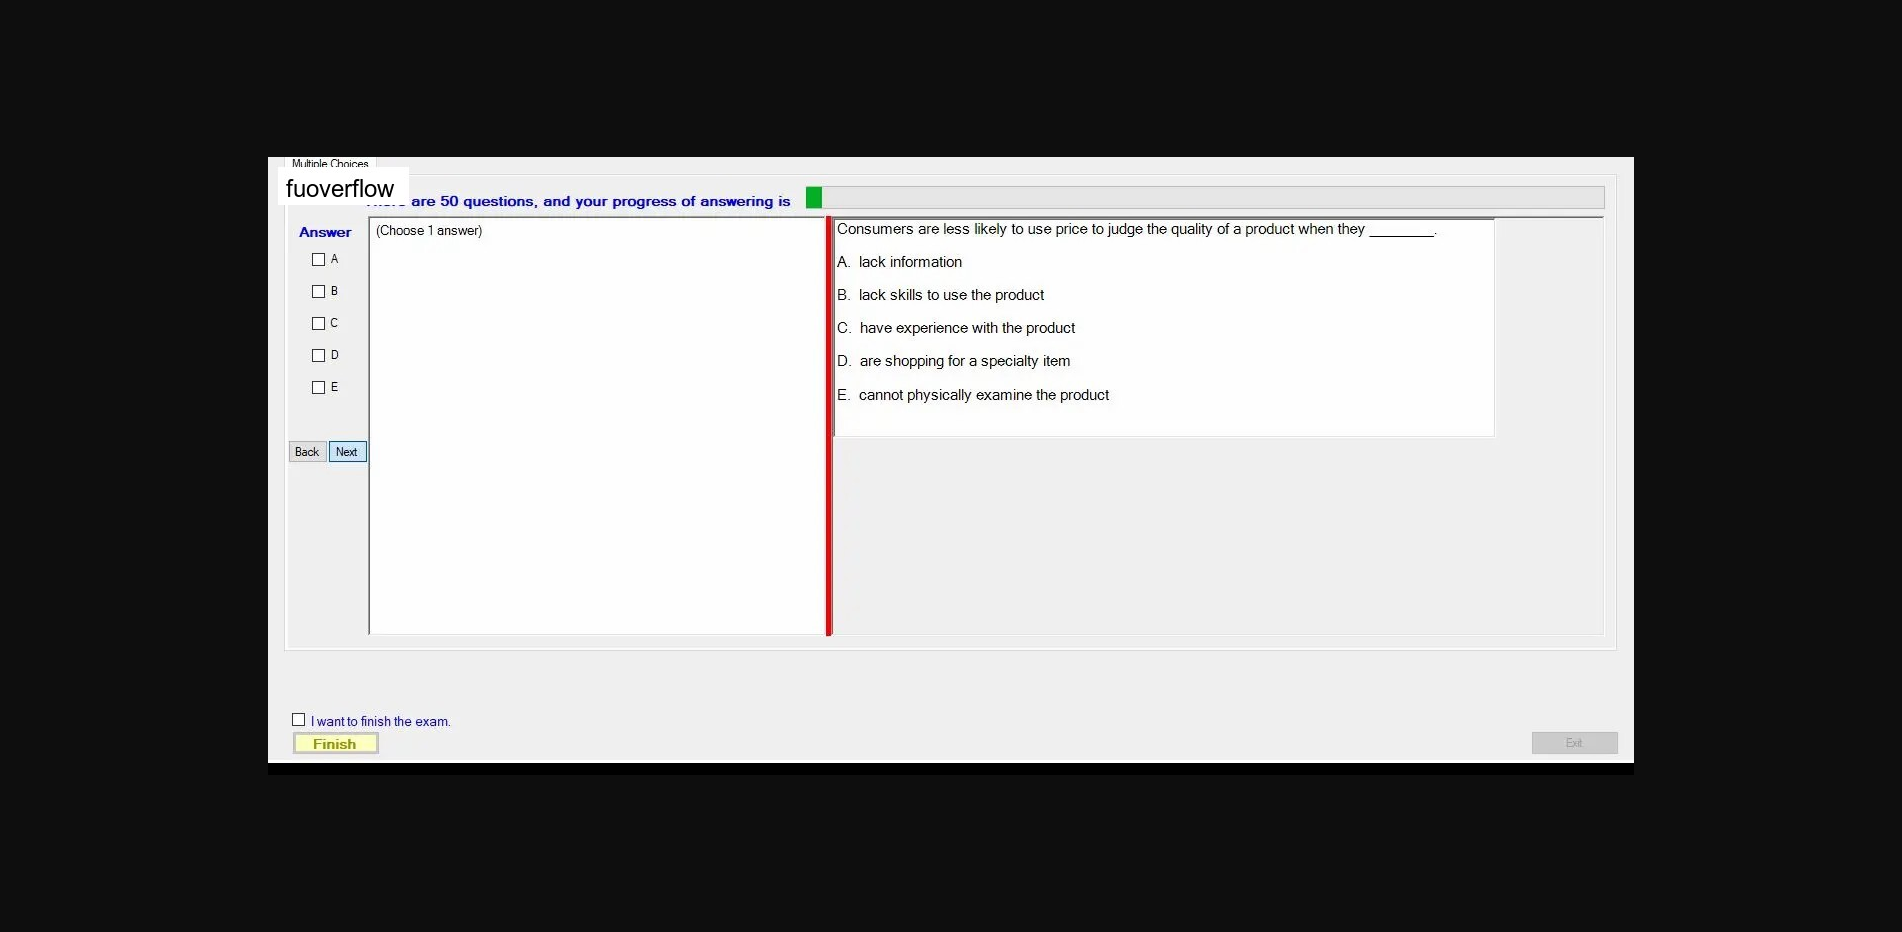 Multiple Choices
fuoverflow
are 50 questions, and your progress of answering is
Answer
A
B
C
D
E
Back Next
(Choose 1 answer)
Consumers are less likely to use price to judge the quality of a product when they ________.
A. lack information
B. lack skills to use the product
C. have experience with the product
D. are shopping for a specialty item
E. cannot physically examine the product
I want to finish the exam.
Finish
Exit